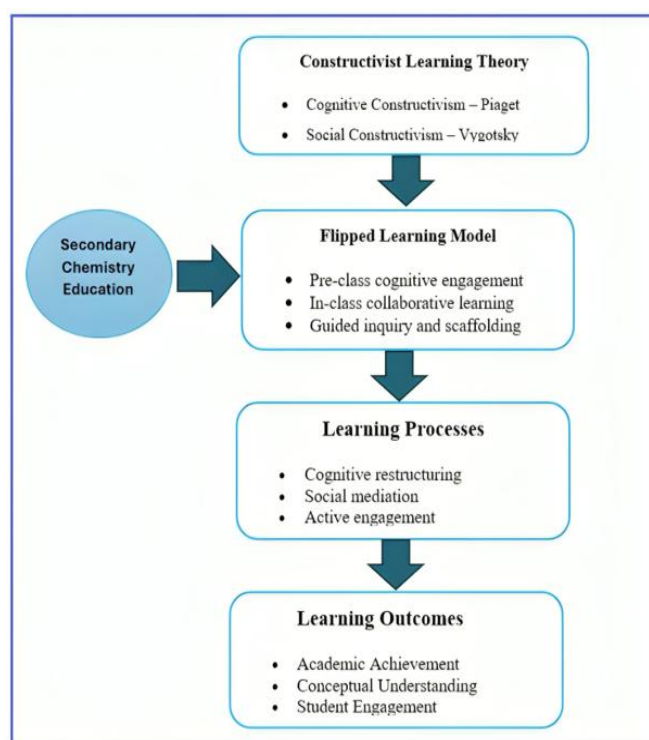 Constructivist Learning Theory
• Cognitive Constructivism – Piaget
• Social Constructivism – Vygotsky
Secondary
Chemistry
Education
Flipped Learning Model
• Pre-class cognitive engagement
• In-class collaborative learning
• Guided inquiry and scaffolding
Learning Processes
• Cognitive restructuring
• Social mediation
• Active engagement
Learning Outcomes
• Academic Achievement
• Conceptual Understanding
• Student Engagement